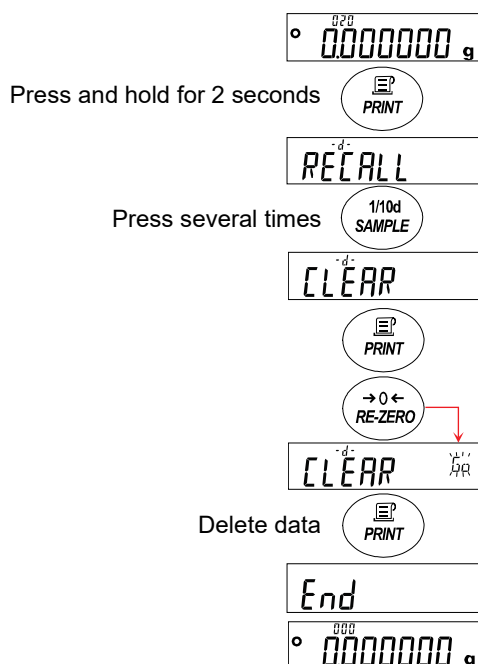 020
0.000000 g
Press and hold for 2 seconds
PRINT
-d-
RECALL
Press several times
1/10d
SAMPLE
-d-
CLEAR
PRINT
→0←
RE-ZERO
-d-
CLEAR Go
Delete data
PRINT
End
000
0.000000 g